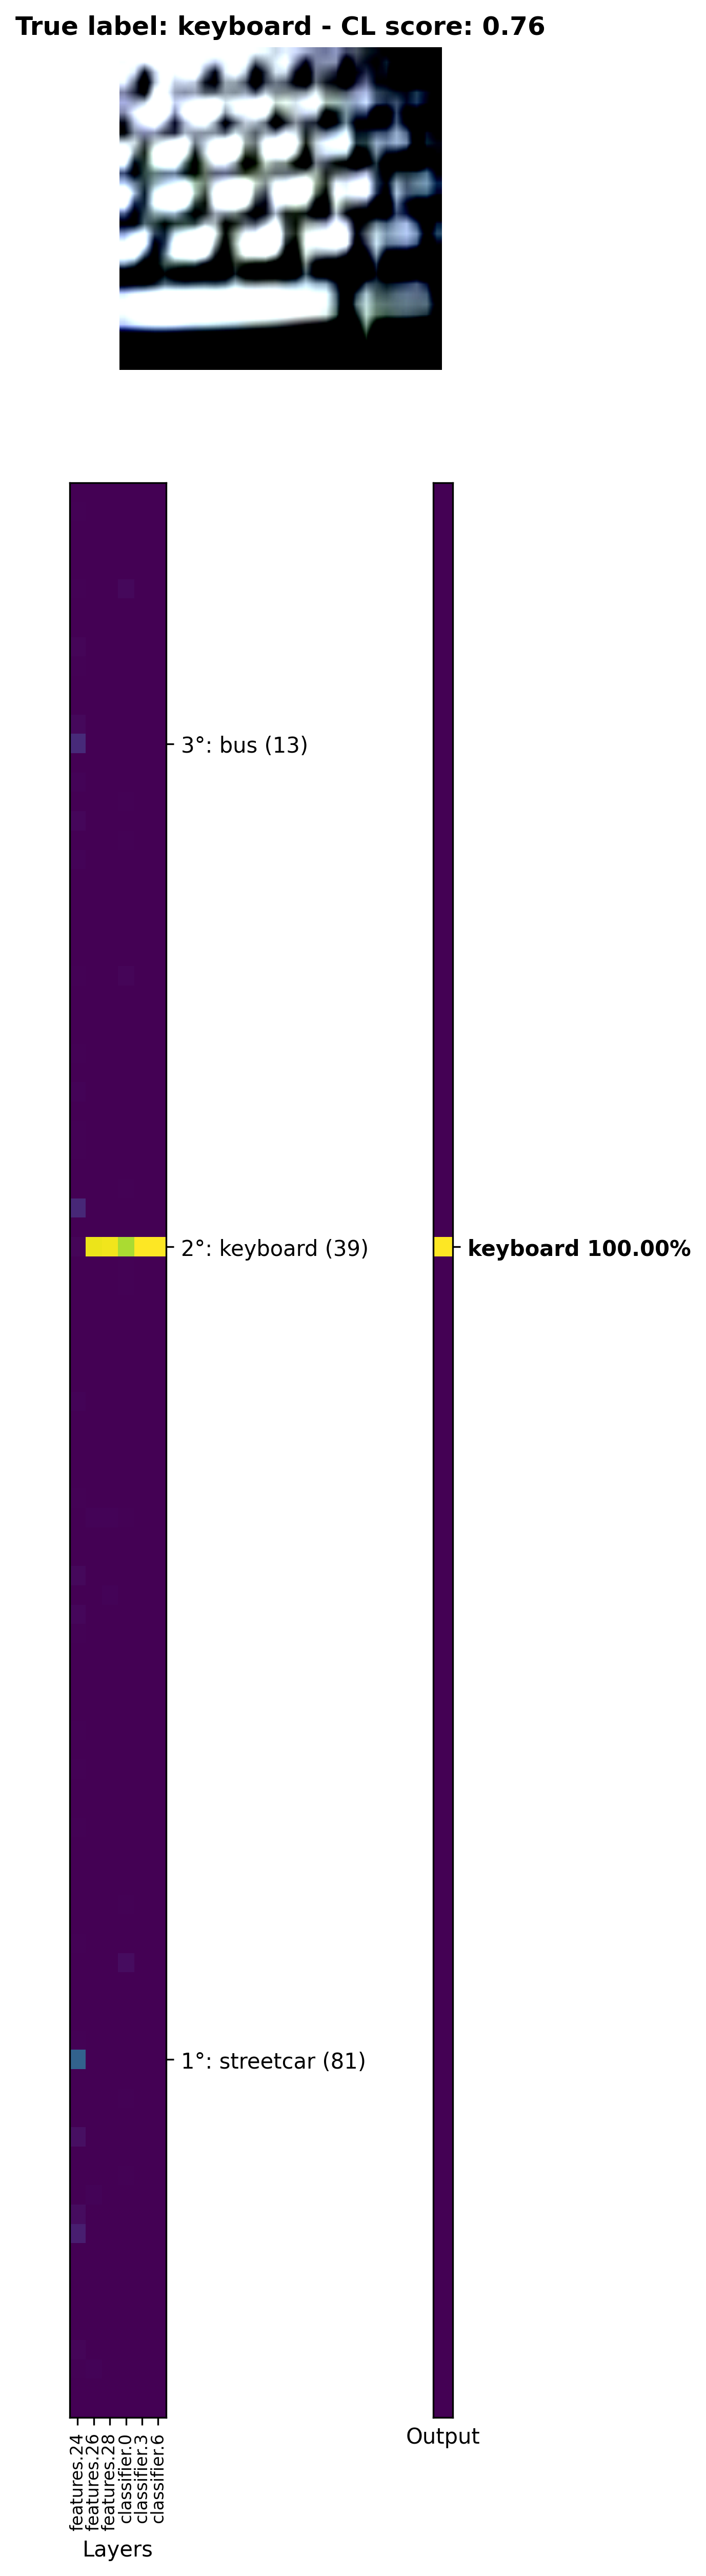 True label: keyboard - CL score: 0.76
3°: bus (13)
2°: keyboard (39)
keyboard 100.00%
1°: streetcar (81)
features.24
features.26
features.28
classifier.0
classifier.3
classifier.6
Layers
Output